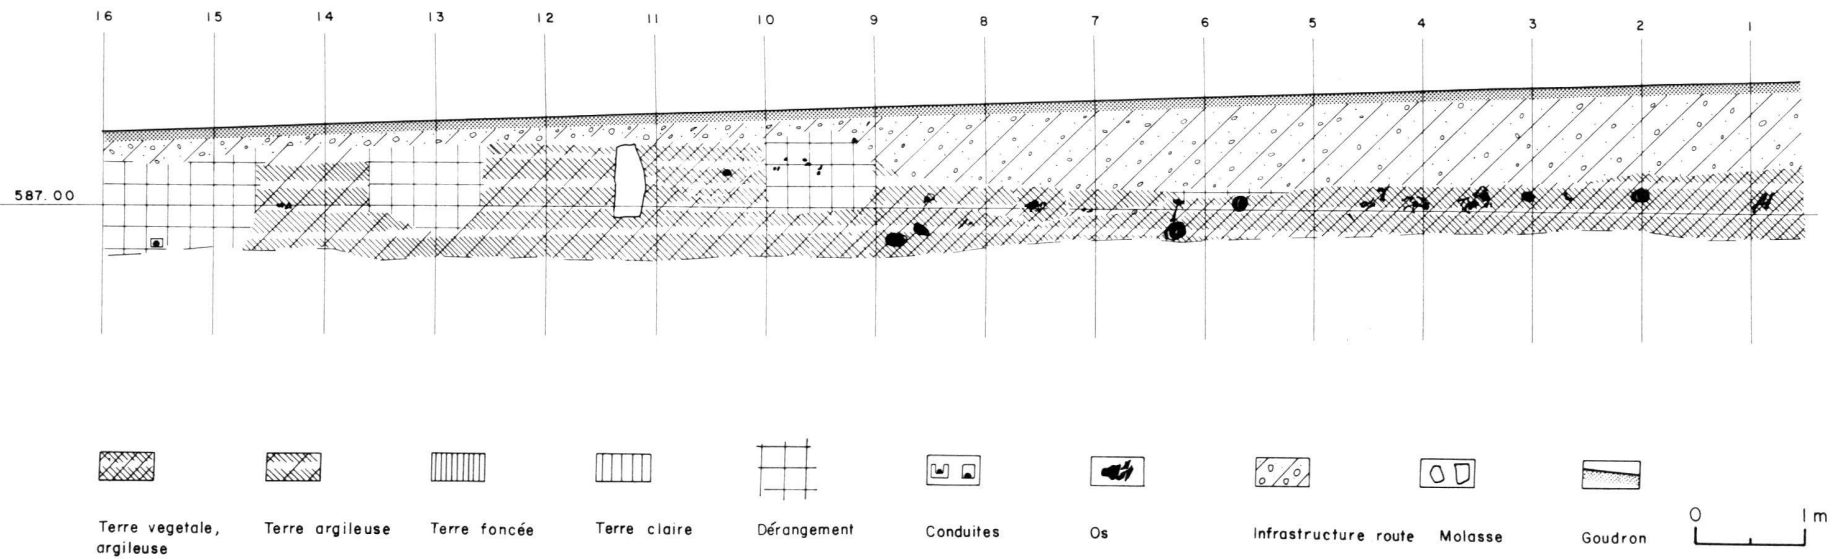 16 15 14 13 12 11 10 9 8 7 6 5 4 3 2 1
587.00
Terre vegetale,
argileuse
Terre argileuse
Terre foncée
Terre claire
Dérangement
Conduites
Os
Infrastructure route
Molasse
Goudron
0 1m